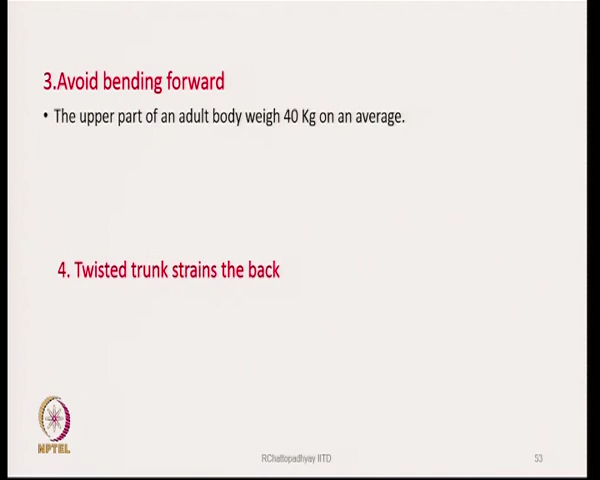 3.Avoid bending forward
• The upper part of an adult body weigh 40 Kg on an average.
4. Twisted trunk strains the back
NPTEL
RChattopadhyay IITD
53